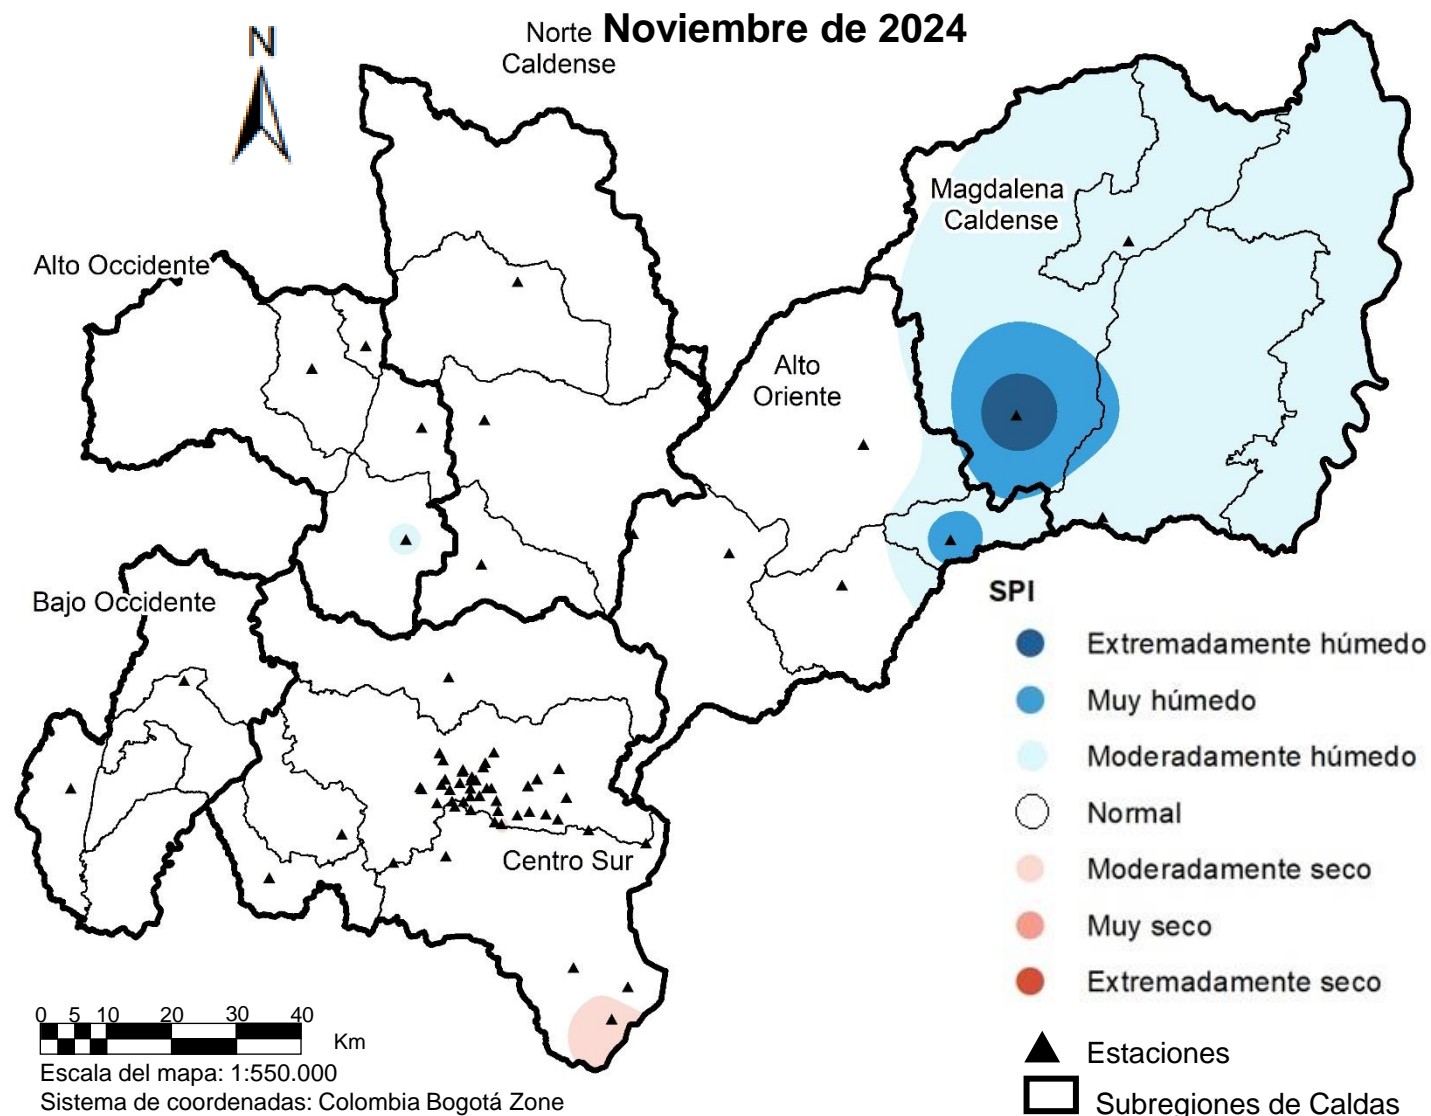 Noviembre de 2024
N
Norte
Caldense
Magdalena
Caldense
Alto Occidente
Alto
Oriente
Bajo Occidente
Centro Sur
SPI
Extremadamente húmedo
Muy húmedo
Moderadamente húmedo
Normal
Moderadamente seco
Muy seco
Extremadamente seco
Estaciones
Subregiones de Caldas
0 5 10 20 30 40
Km
Escala del mapa: 1:550.000
Sistema de coordenadas: Colombia Bogotá Zone